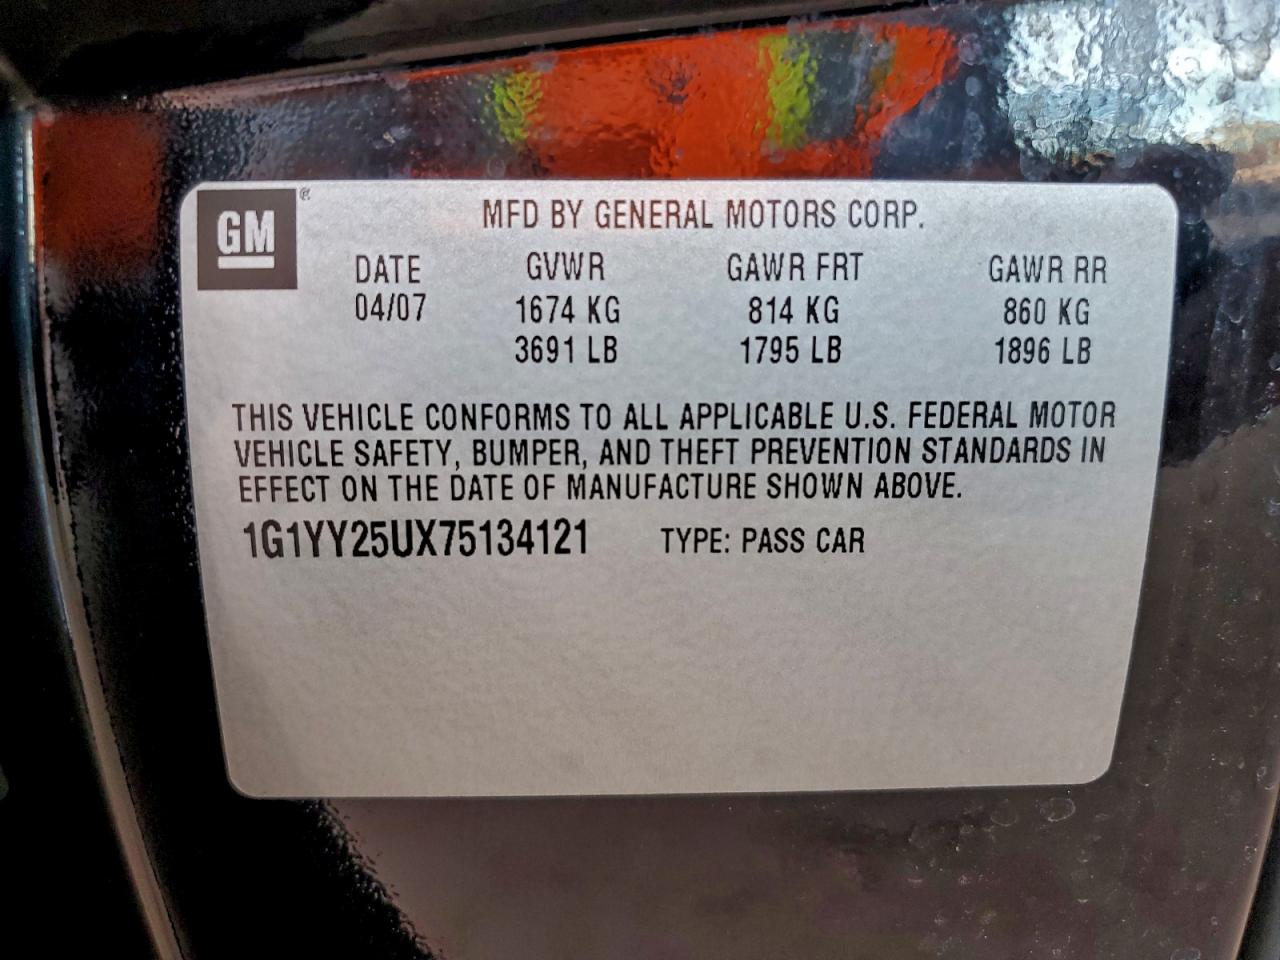 GM ®
MFD BY GENERAL MOTORS CORP.
DATE GVWR GAWR FRT GAWR RR
04/07 1674 KG 814 KG 860 KG
3691 LB 1795 LB 1896 LB
THIS VEHICLE CONFORMS TO ALL APPLICABLE U.S. FEDERAL MOTOR
VEHICLE SAFETY, BUMPER, AND THEFT PREVENTION STANDARDS IN
EFFECT ON THE DATE OF MANUFACTURE SHOWN ABOVE.
1G1YY25UX75134121 TYPE: PASS CAR